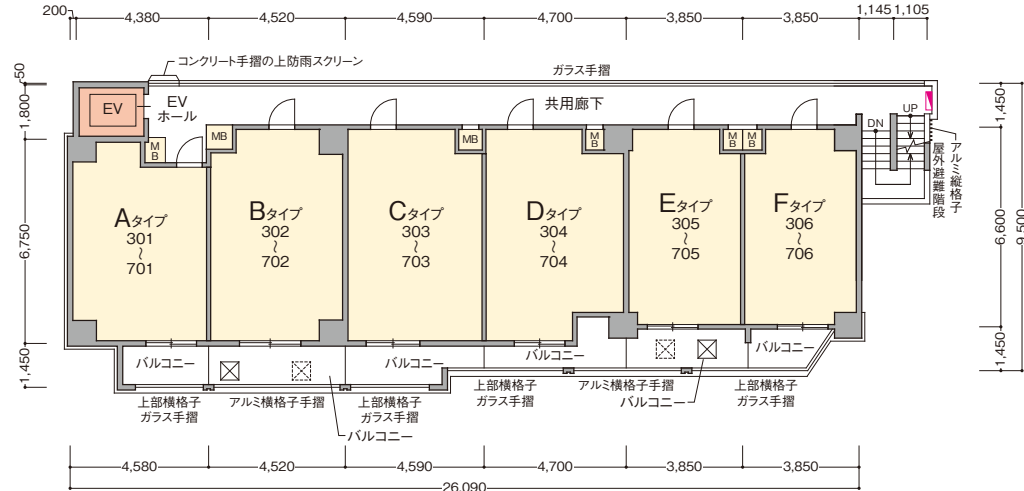 200
4,380
4,520
4,590
4,700
3,850
3,850
1,145
1,105
コンクリート手摺の上防雨スクリーン
ガラス手摺
50
1,800
6,750
1,450
EV
EV
ホール
共用廊下
MB
MB
MB
MB
MB
MB
DN
UP
アルミ縦格子
屋外避難階段
1,450
6,600
1,450
9,500
Aタイプ
301
~
701
Bタイプ
302
~
702
Cタイプ
303
~
703
Dタイプ
304
~
704
Eタイプ
305
~
705
Fタイプ
306
~
706
バルコニー
バルコニー
バルコニー
バルコニー
上部横格子
ガラス手摺
アルミ横格子手摺
上部横格子
ガラス手摺
バルコニー
上部横格子
ガラス手摺
アルミ横格子手摺
バルコニー
上部横格子
ガラス手摺
4,580
4,520
4,590
4,700
3,850
3,850
26,090